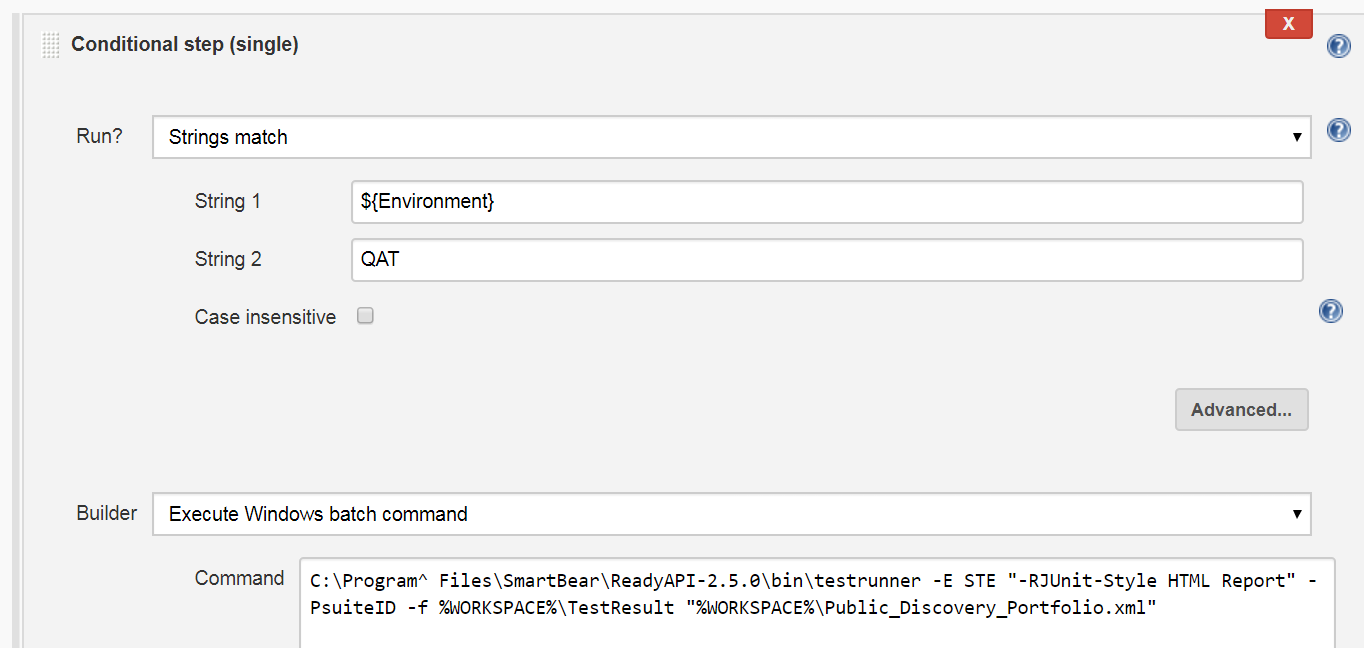 X
Conditional step (single)
?
Run?
Strings match
?
String 1
${Environment}
String 2
QAT
Case insensitive
?
Advanced...
Builder
Execute Windows batch command
Command
C:\Program^ Files\SmartBear\ReadyAPI-2.5.0\bin\testrunner -E STE "-RJUnit-Style HTML Report" -
PsuiteID -f %WORKSPACE%\TestResult "%WORKSPACE%\Public_Discovery_Portfolio.xml"